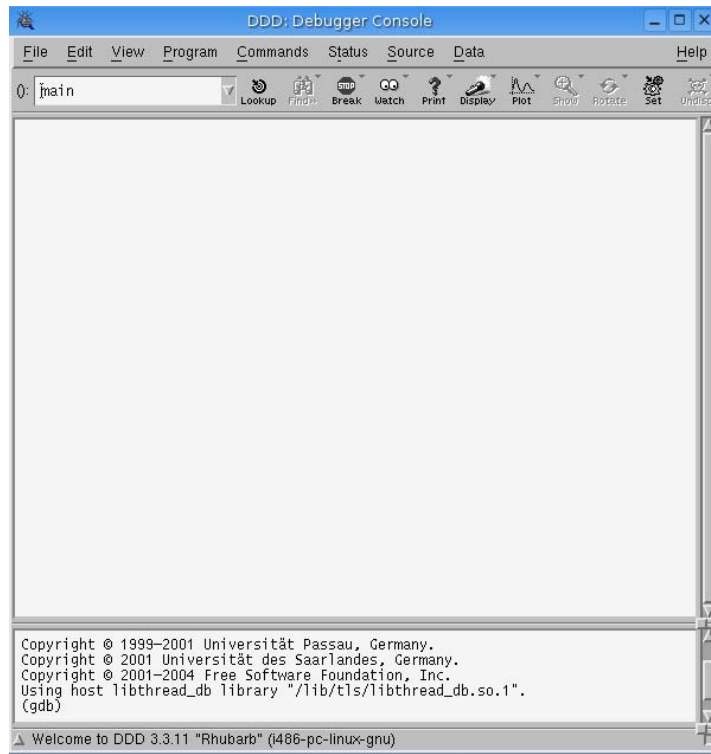 DDD: Debugger Console
File Edit View Program Commands Status Source Data Help
(): main
Lookup Find» Break Watch Print Display Plot Show Rotate Set Undisp
STOP
Copyright © 1999-2001 Universität Passau, Germany.
Copyright © 2001 Universität des Saarlandes, Germany.
Copyright © 2001-2004 Free Software Foundation, Inc.
Using host libthread_db library "/lib/tls/libthread_db.so.1".
(gdb)
Welcome to DDD 3.3.11 "Rhubarb" (i486-pc-linux-gnu)